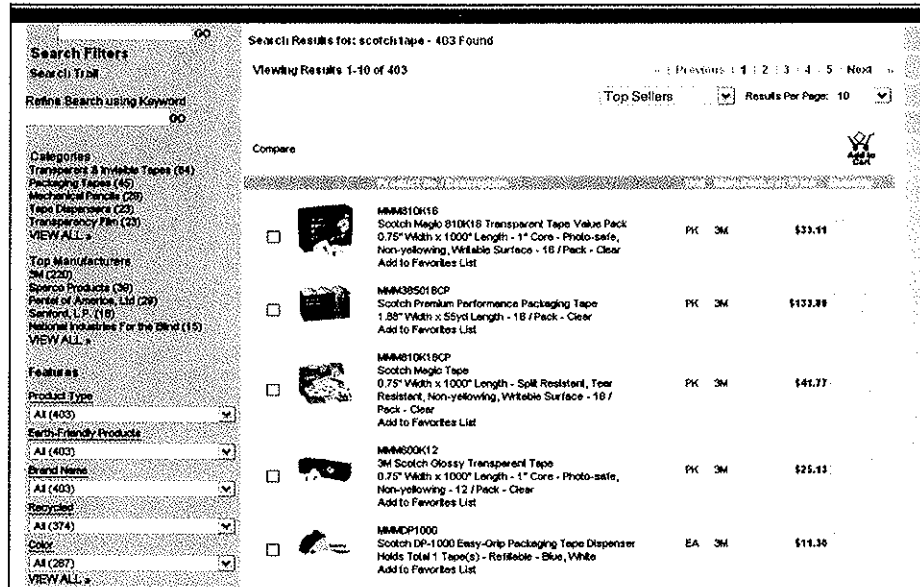 GO
Search Filters
Search Trail
Refine Search using Keyword
GO
Categories
Transparent & Invisible Tapes (64)
Packaging Tapes (45)
Mechanical Pencils (29)
Tape Dispensers (23)
Transparency Film (23)
VIEW ALL »
Top Manufacturers
3M (220)
Sparco Products (39)
Pentel of America, Ltd (29)
Sanford, L.P. (16)
National Industries For the Blind (15)
VIEW ALL »
Features
Product Type
All (403)
Earth-Friendly Products
All (403)
Brand Name
All (403)
Recycled
All (374)
Color
All (287)
VIEW ALL »
Search Results for: scotch tape - 403 Found
Viewing Results 1-10 of 403
« Previous 1 2 3 4 5 Next »
Top Sellers Results Per Page: 10
Compare Add to Cart
MMM810K16
Scotch Magic 810K16 Transparent Tape Value Pack
0.75" Width x 1000" Length - 1" Core - Photo-safe,
Non-yellowing, Writable Surface - 16 / Pack - Clear
Add to Favorites List
PK 3M
MMM385018CP
Scotch Premium Performance Packaging Tape
1.88" Width x 55yd Length - 18 / Pack - Clear
Add to Favorites List
PK 3M
MMM810K18CP
Scotch Magic Tape
0.75" Width x 1000" Length - Split Resistant, Tear
Resistant, Non-yellowing, Writable Surface - 18 /
Pack - Clear
Add to Favorites List
PK 3M $41.77
MMM600K12
3M Scotch Glossy Transparent Tape
0.75" Width x 1000" Length - 1" Core - Photo-safe,
Non-yellowing - 12 / Pack - Clear
Add to Favorites List
PK 3M $25.13
MMMDP1000
Scotch DP-1000 Easy-Grip Packaging Tape Dispenser
Holds Total 1 Tape(s) - Refillable - Blue, White
Add to Favorites List
EA 3M $11.30